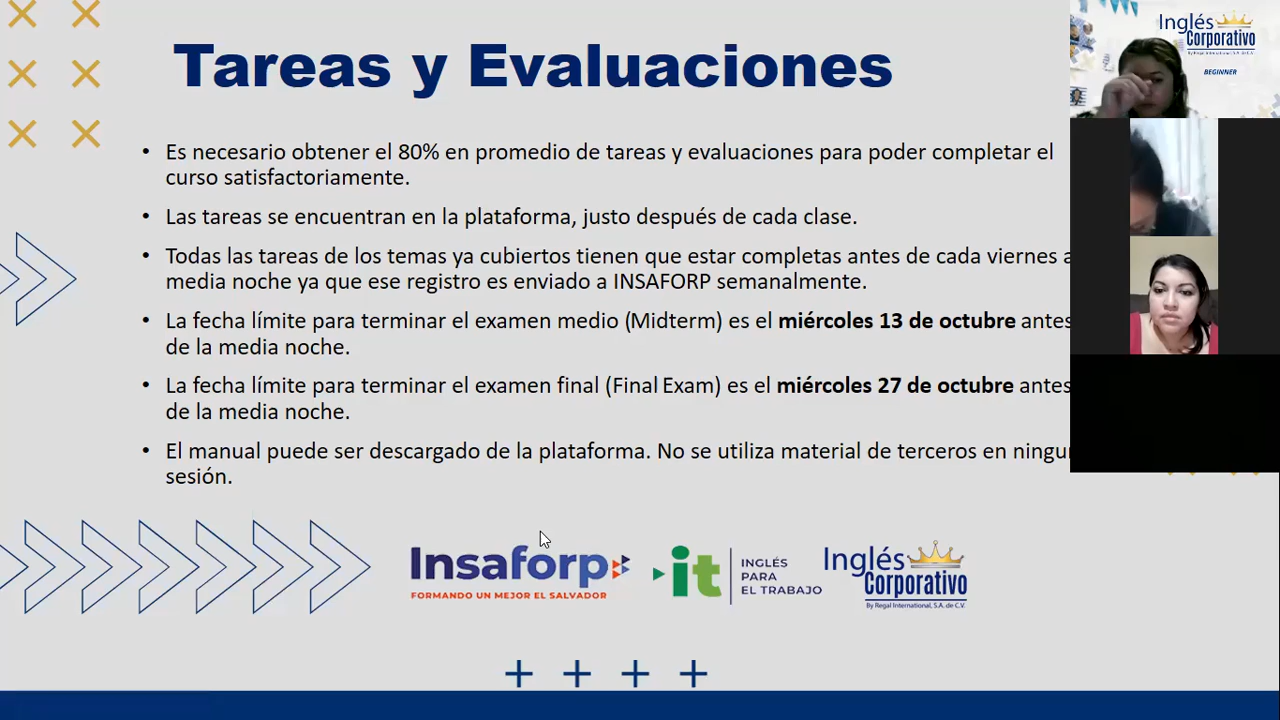 Tareas y Evaluaciones
• Es necesario obtener el 80% en promedio de tareas y evaluaciones para poder completar el
curso satisfactoriamente.
• Las tareas se encuentran en la plataforma, justo después de cada clase.
• Todas las tareas de los temas ya cubiertos tienen que estar completas antes de cada viernes a
media noche ya que ese registro es enviado a INSAFORP semanalmente.
• La fecha límite para terminar el examen medio (Midterm) es el miércoles 13 de octubre antes
de la media noche.
• La fecha límite para terminar el examen final (Final Exam) es el miércoles 27 de octubre antes
de la media noche.
• El manual puede ser descargado de la plataforma. No se utiliza material de terceros en ningun
sesión.
Insaforp
FORMANDO UN MEJOR EL SALVADOR
it
INGLÉS
PARA
EL TRABAJO
Inglés
Corporativo
By Regal International, S.A. de C.V.
Inglés
Corporativo
By Regal International, S.A. de C.V.
BEGINNER